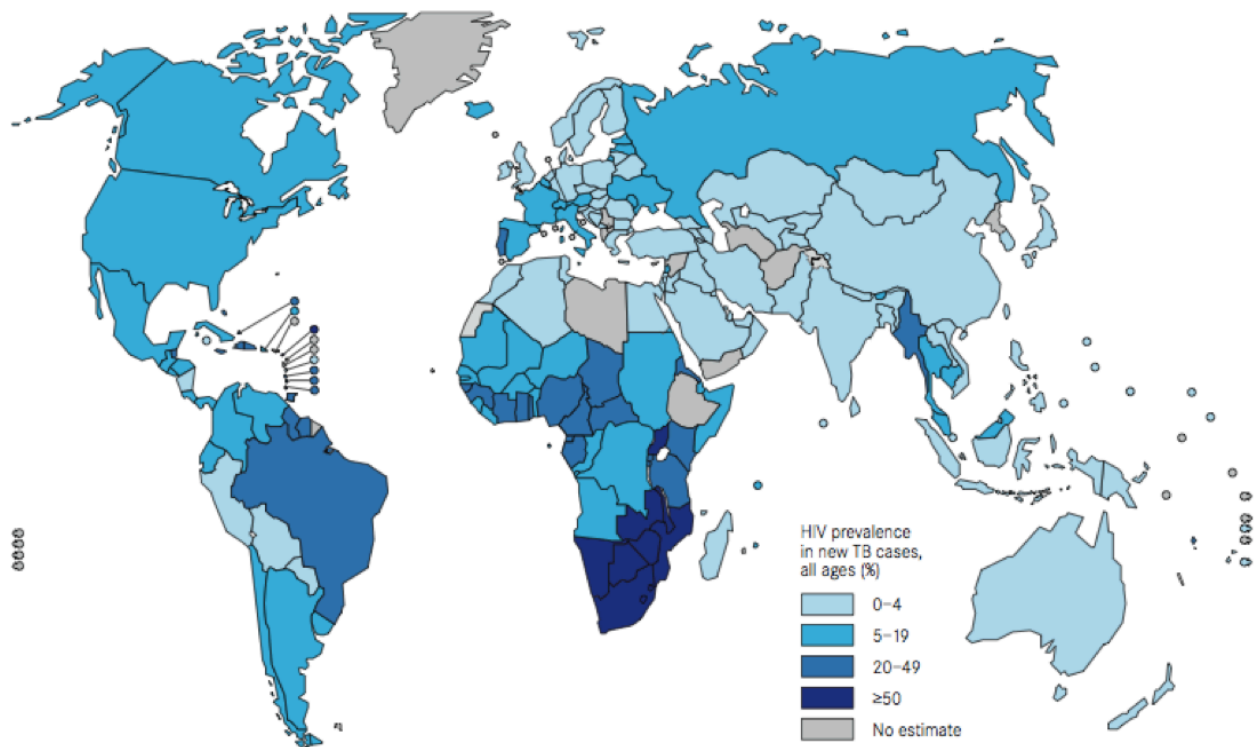 HIV prevalence
in new TB cases,
all ages (%)
0–4
5–19
20–49
≥50
No estimate